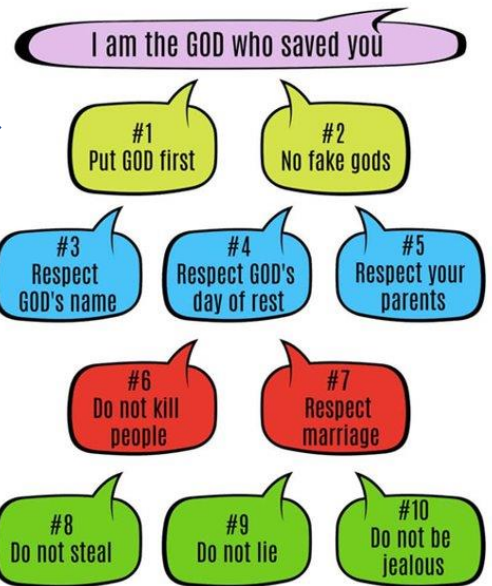 I am the GOD who saved you
#1
Put GOD first
#2
No fake gods
#3
Respect
GOD's name
#4
Respect GOD's
day of rest
#5
Respect your
parents
#6
Do not kill
people
#7
Respect
marriage
#8
Do not steal
#9
Do not lie
#10
Do not be
jealous